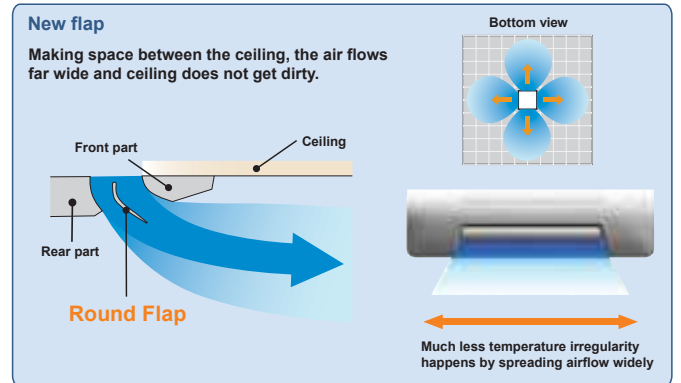 New flap
Making space between the ceiling, the air flows
far wide and ceiling does not get dirty.
Front part
Ceiling
Rear part
Round Flap
Bottom view
Much less temperature irregularity
happens by spreading airflow widely